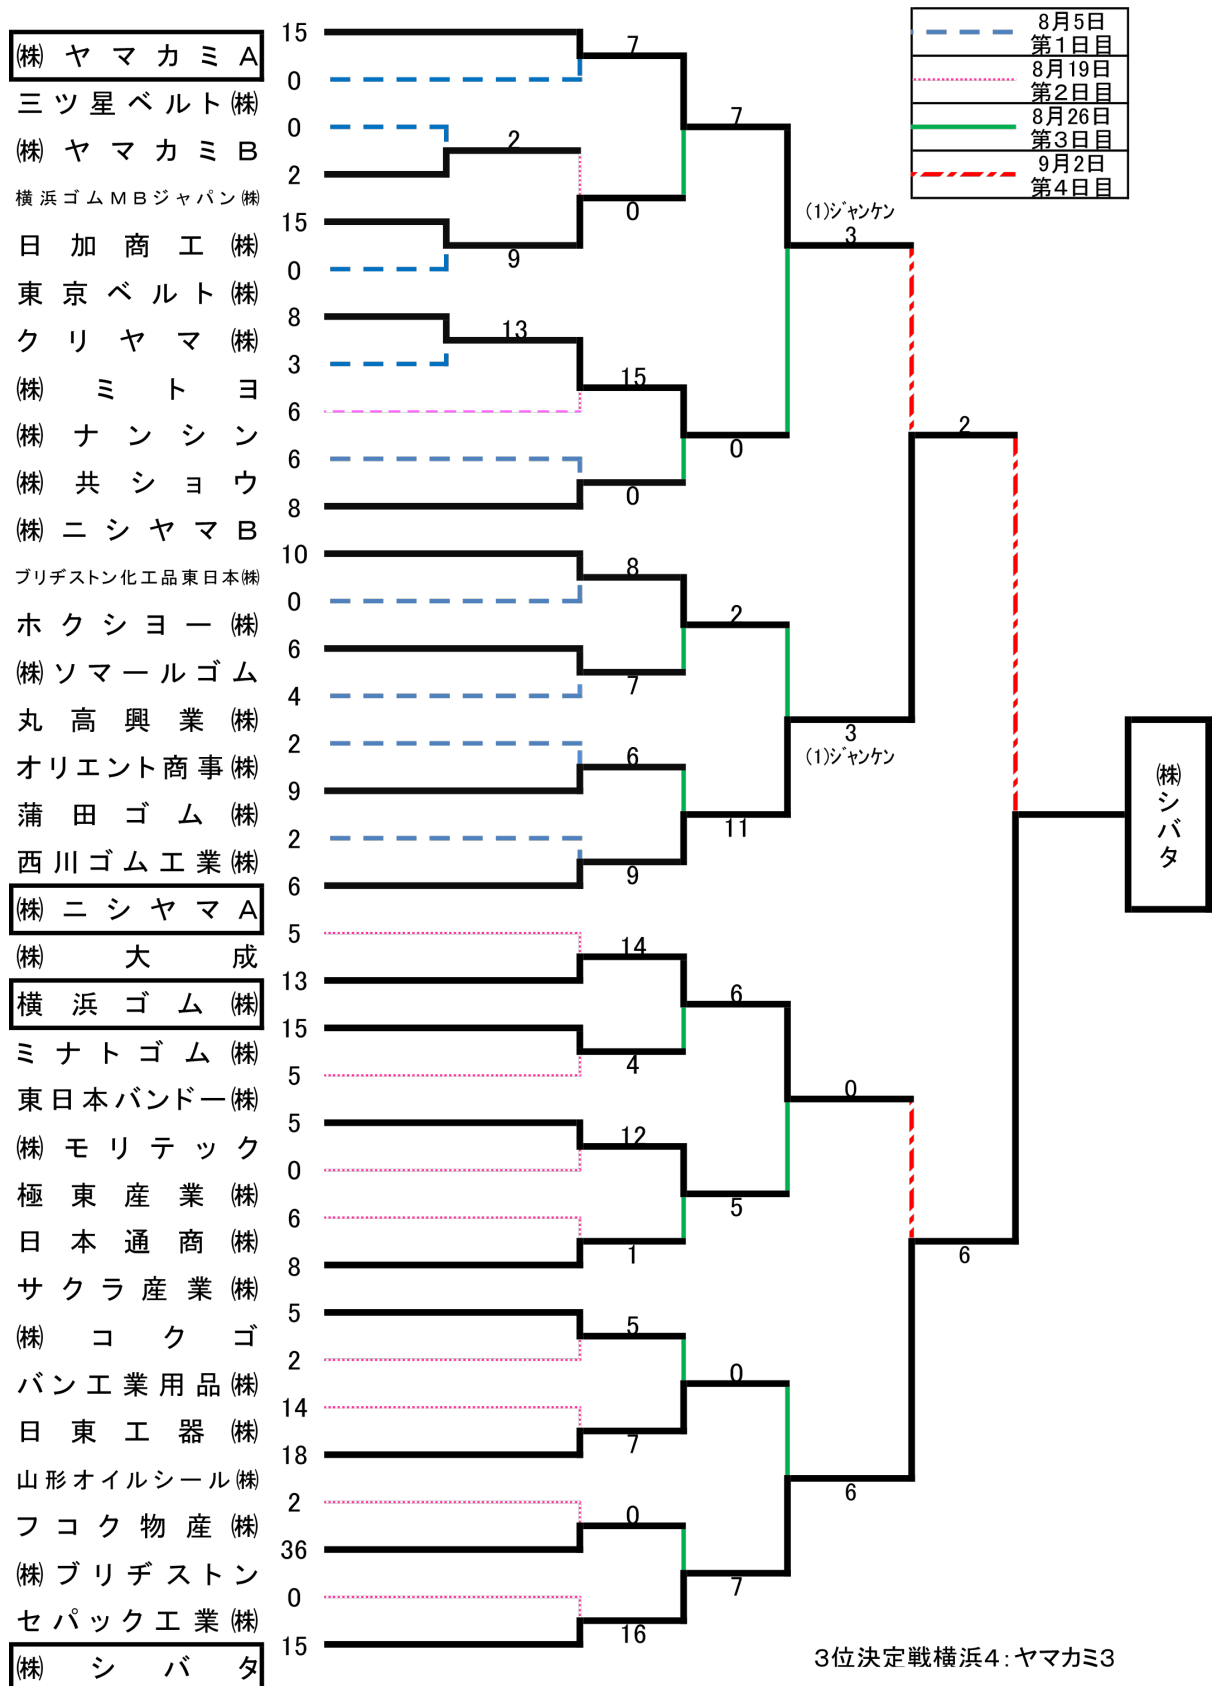 8月5日
第1日目
8月19日
第2日目
8月26日
第3日目
9月2日
第4日目
15
㈱ヤマカミA
7
0
三ツ星ベルト㈱
7
0
㈱ヤマカミB
2
2
横浜ゴムMBジャパン㈱
0
(1)ジャンケン
15
日加商工㈱
3
9
0
東京ベルト㈱
8
クリヤマ㈱
13
3
㈱ミトヨ
15
6
㈱ナンシン
2
0
6
㈱共ショウ
0
8
㈱ニシヤマB
10
ブリヂストン化工品東日本㈱
8
0
ホクシヨー㈱
2
6
㈱ソマールゴム
7
4
丸高興業㈱
3
2
(1)ジャンケン
オリエント商事㈱
6
9
蒲田ゴム㈱
11
㈱シバタ
2
西川ゴム工業㈱
9
6
㈱ニシヤマA
5
㈱大成
14
13
横浜ゴム㈱
6
15
ミナトゴム㈱
4
5
東日本バンドー㈱
0
5
㈱モリテック
12
0
極東産業㈱
5
6
日本通商㈱
1
6
8
サクラ産業㈱
5
㈱コクゴ
5
2
バン工業用品㈱
0
14
日東工器㈱
7
18
山形オイルシール㈱
6
2
フコク物産㈱
0
36
㈱ブリヂストン
7
0
セパック工業㈱
16
15
㈱シバタ
3位決定戦横浜4:ヤマカミ3